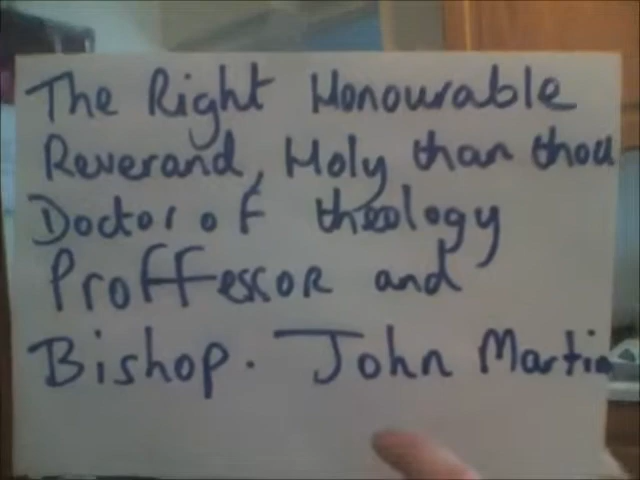 The Right Honourable
Reverand, Holy than thou
Doctor of theology
Proffessor and
Bishop. John Martin